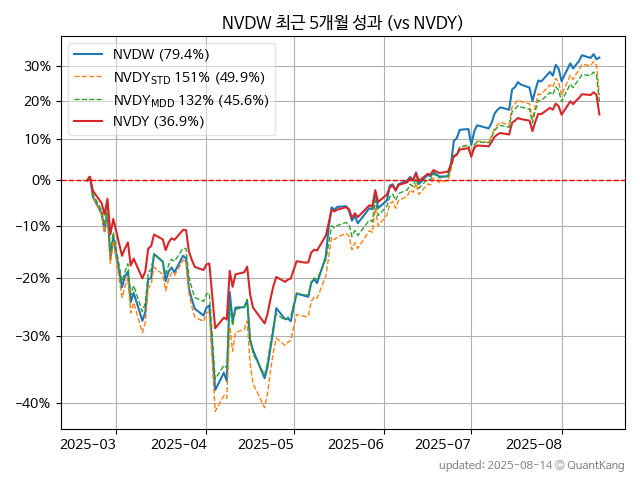 NVDW 최근 5개월 성과 (vs NVDY)
NVDW (79.4%)
NVDY_STD 151% (49.9%)
NVDY_MDD 132% (45.6%)
NVDY (36.9%)
30%
20%
10%
0%
−10%
−20%
−30%
−40%
2025−03
2025−04
2025−05
2025−06
2025−07
2025−08
updated: 2025-08-14 © QuantKang